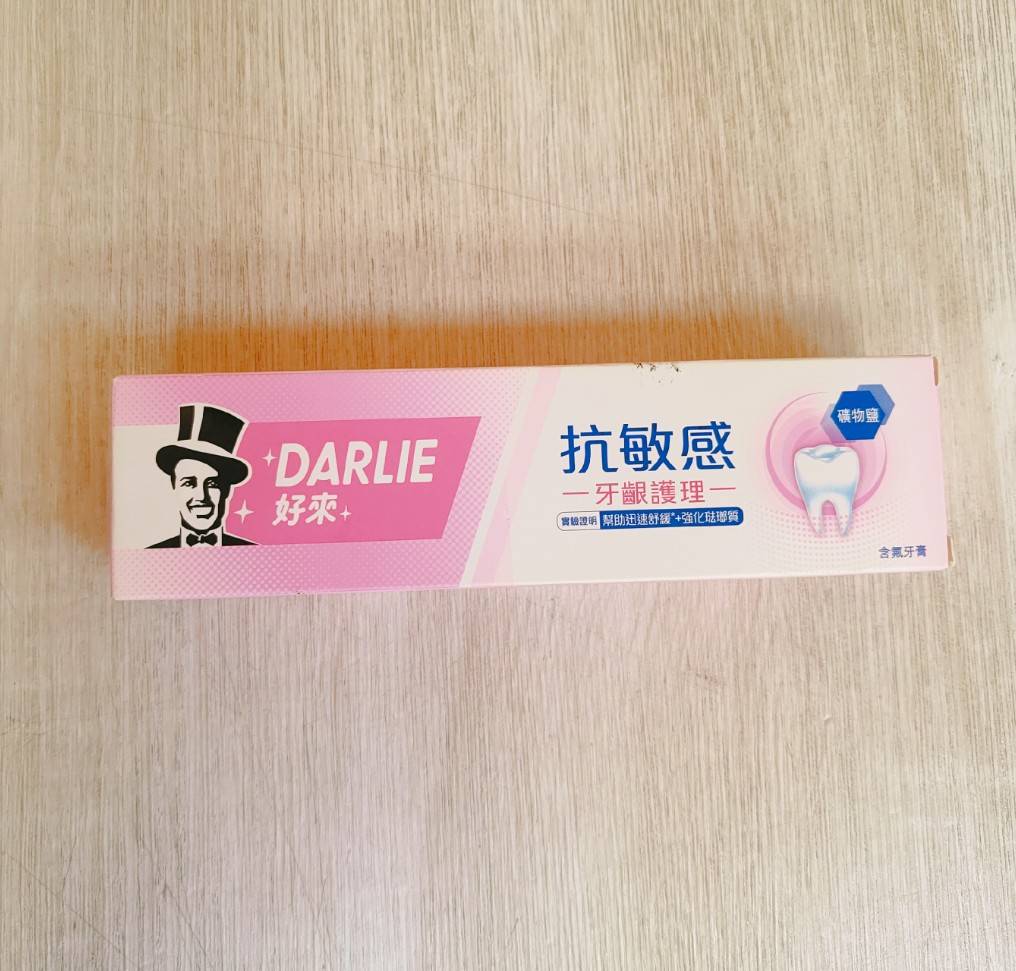 DARLIE
好來
抗敏感
牙齦護理
實驗證明 幫助迅速舒緩*+強化琺瑯質
礦物鹽
含氟牙膏